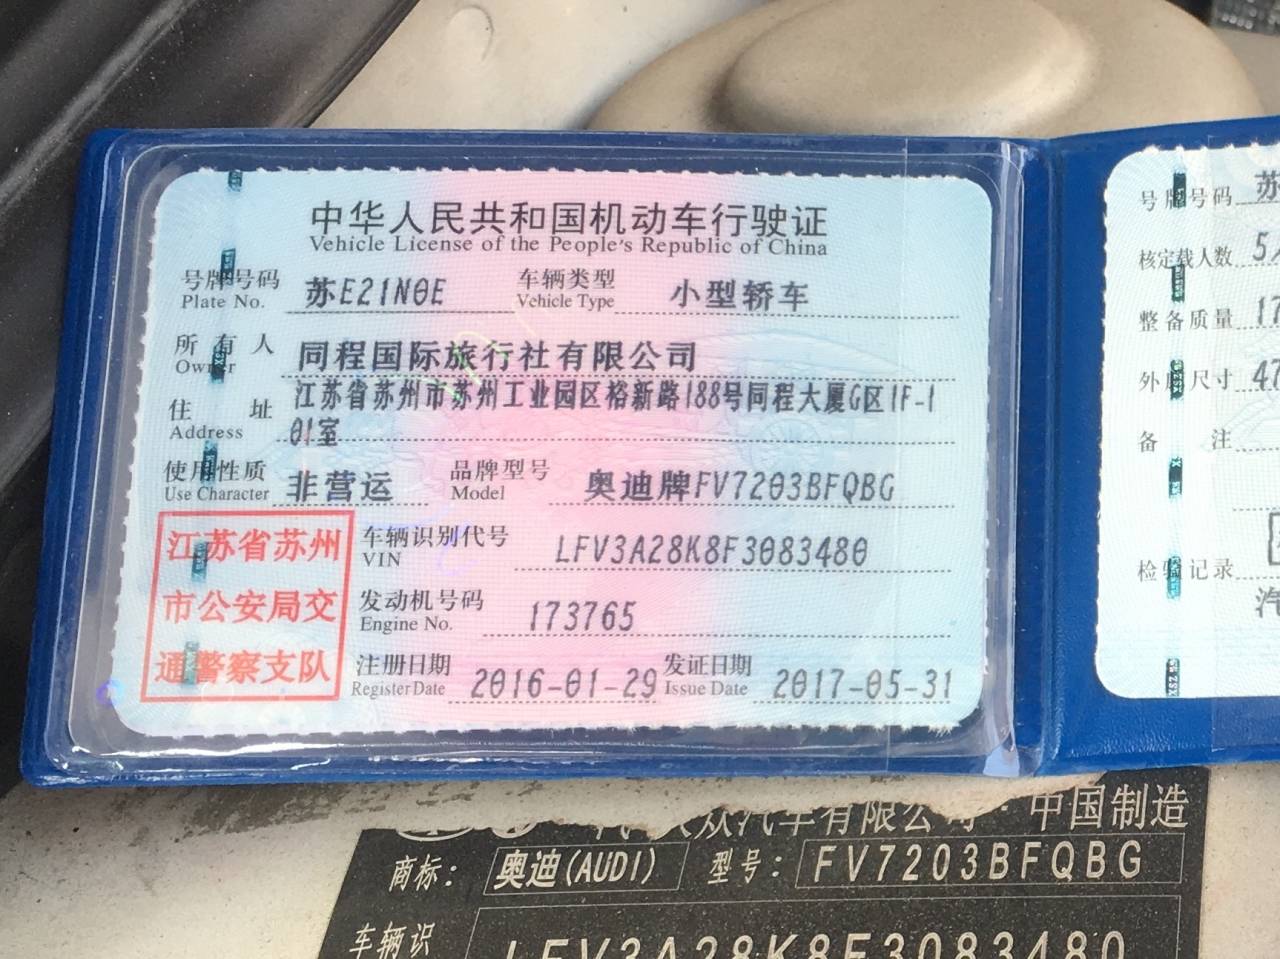 中华人民共和国机动车行驶证
Vehicle License of the People's Republic of China
号牌号码 苏E21N0E 车辆类型 小型轿车
Plate No. Vehicle Type
所有人 同程国际旅行社有限公司
Owner
住址 江苏省苏州市苏州工业园区裕新路188号同程大厦G区1F-1
Address 01室
使用性质 非营运 品牌型号 奥迪牌FV7203BFQBG
Use Character Model
江苏省苏州
市公安局交
通警察支队
车辆识别代号 LFV3A28K8F3083480
VIN
发动机号码 173765
Engine No.
注册日期 2016-01-29 发证日期 2017-05-31
Register Date Issue Date
号牌号码 苏
核定载人数 5
整备质量 17
外廓尺寸 47
备注
检验记录
汽车有限公司·中国制造
商标: 奥迪(AUDI) 型号: FV7203BFQBG
车辆识 LFV3A28K8F3083480